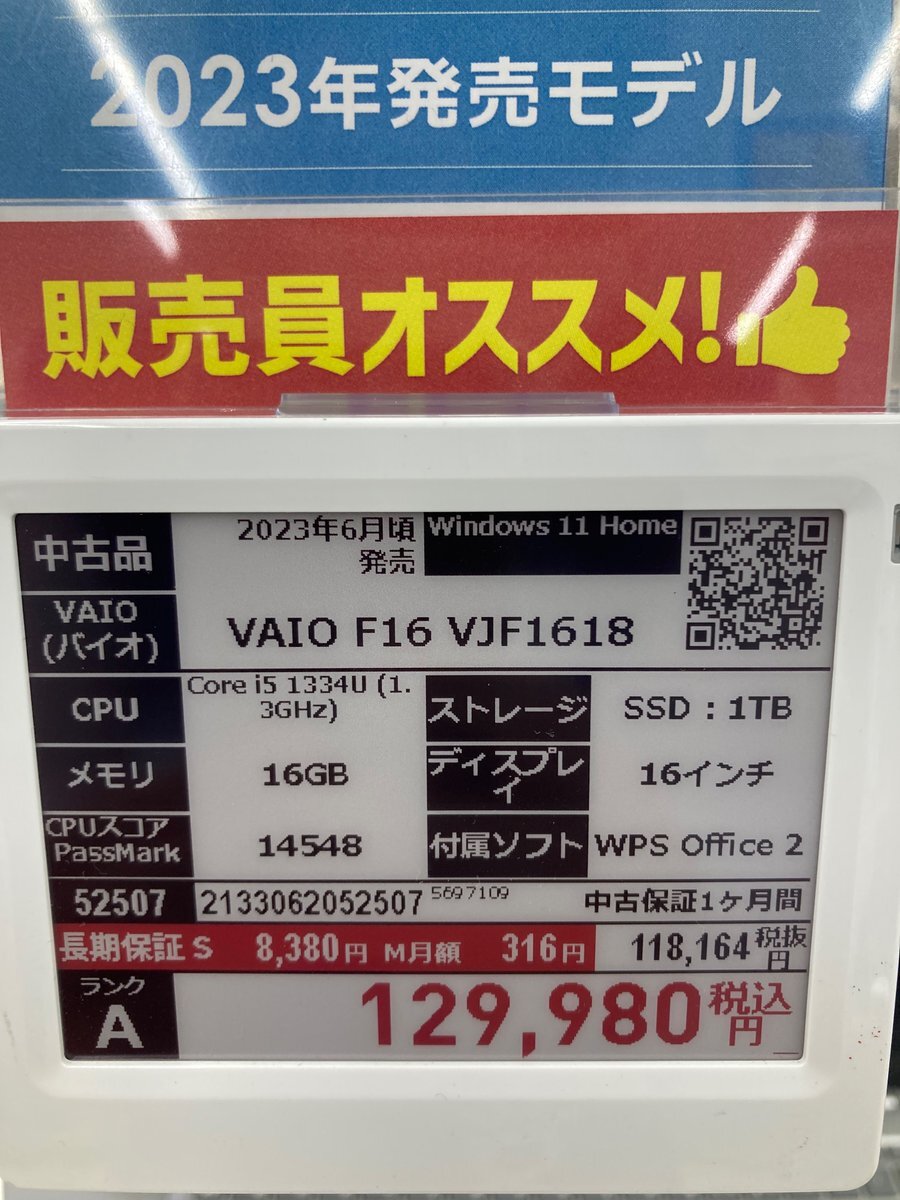 2023年発売モデル
販売員オススメ!
中古品
2023年6月頃
発売
Windows 11 Home
VAIO
(バイオ)
VAIO F16 VJF1618
CPU
Core i5 1334U (1.
3GHz)
ストレージ
SSD : 1TB
メモリ
16GB
ディスプレ
イ
16インチ
CPUスコア
PassMark
14548
付属ソフト
WPS Office 2
52507
2133062052507
5697109
中古保証1ヶ月間
長期保証 S 8,380円 M月額 316円
118,164 税抜
円
ランク
A
129,980 税込
円